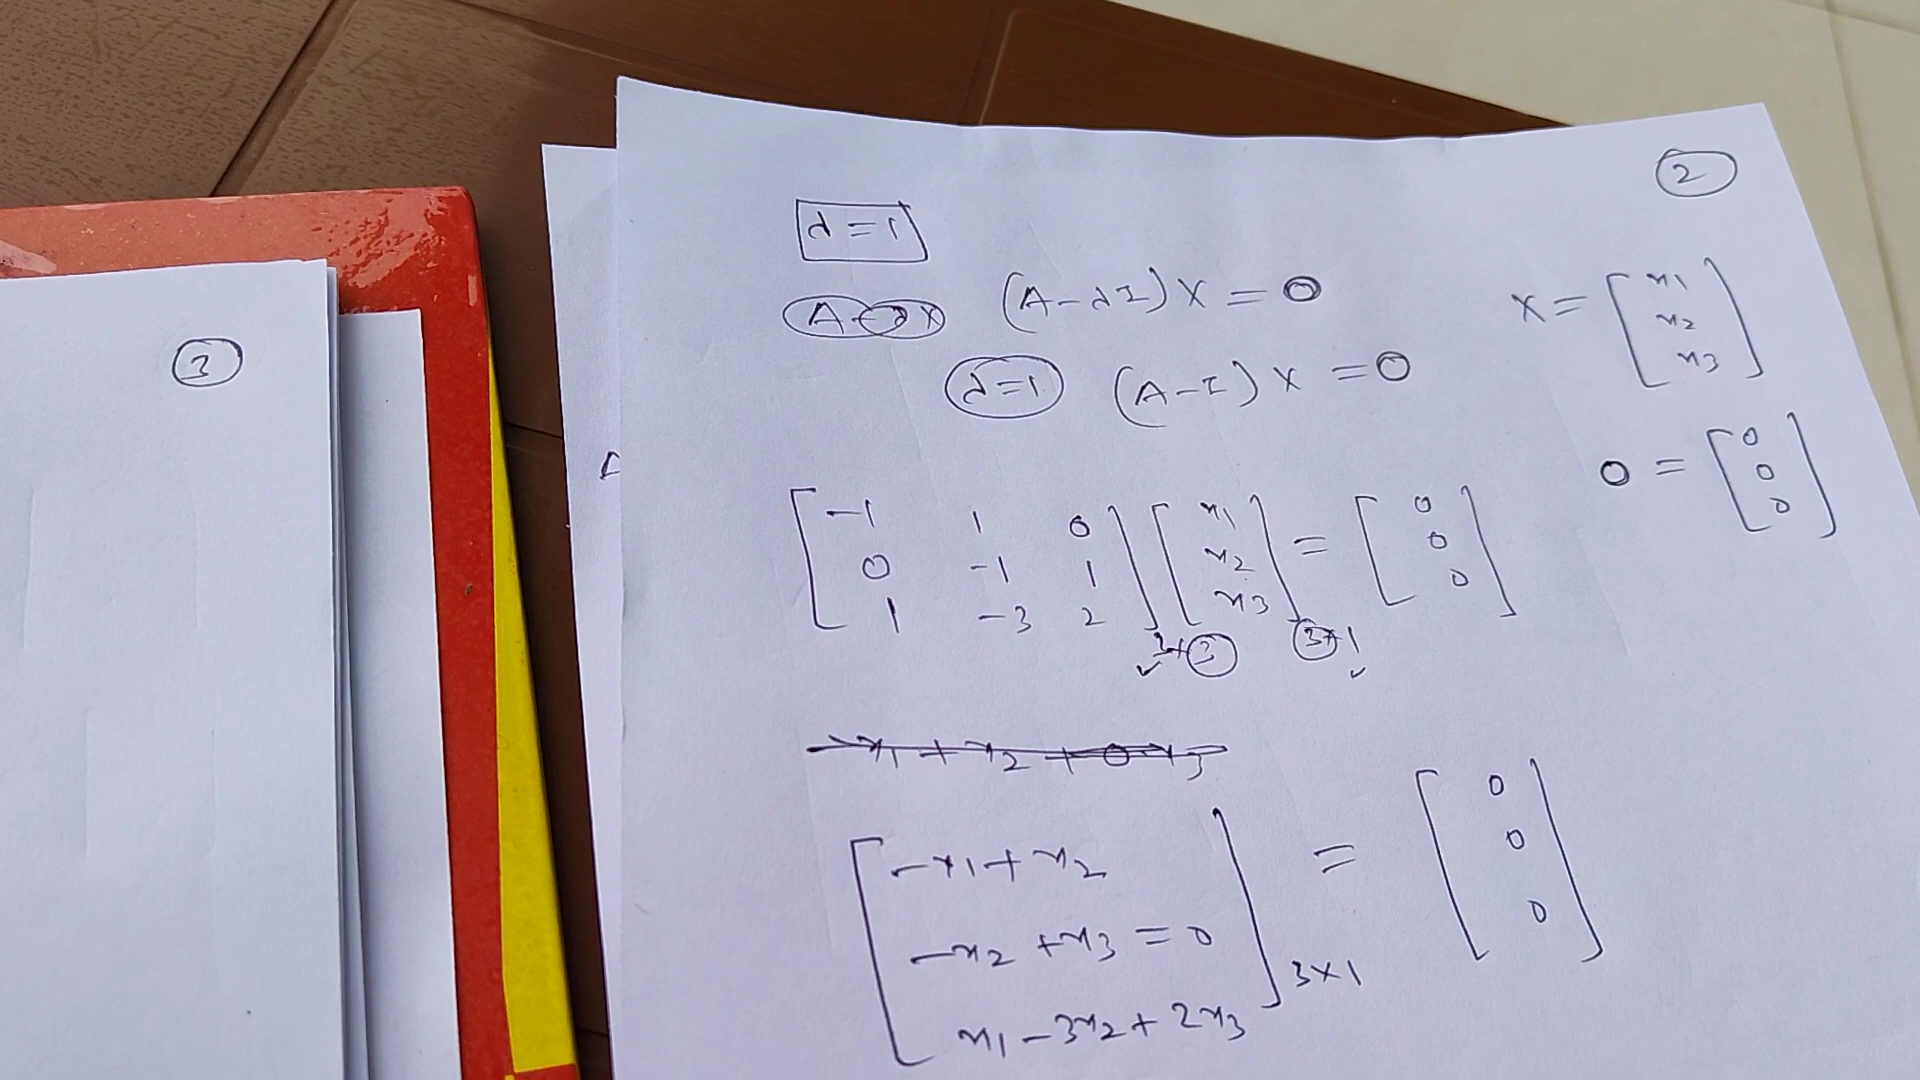 2
λ=1
(A-λI)X=0
X=[x1
x2
x3]
λ=1 (A-I)X=0
0=[0
0
0]
[-1 1 0
0 -1 1
1 -3 2][x1
x2
x3]=[0
0
0]
3×3 3×1
-x1+x2+0x3
[-x1+x2
-x2+x3=0
x1-3x2+2x3]3×1
=[0
0
0]
3